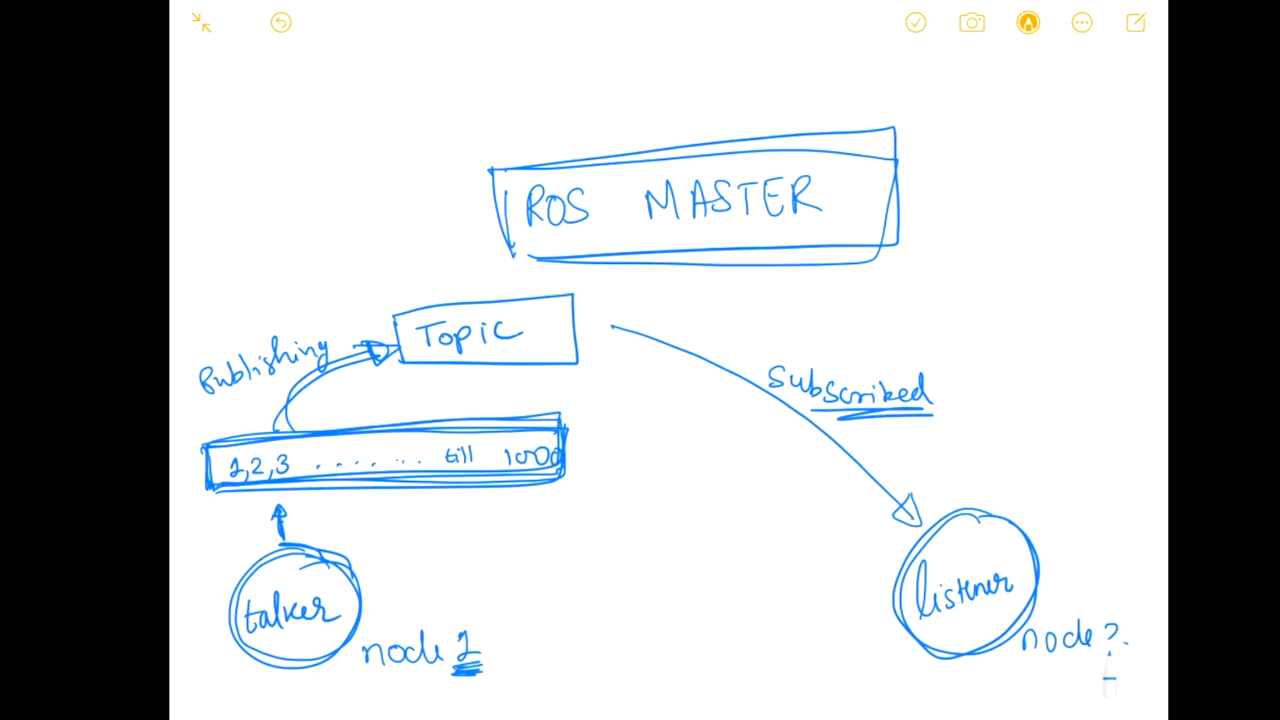 ROS MASTER
Topic
Publishing
Subscribed
1,2,3 ........ till 1000
talker
node 1
listener
node 2.